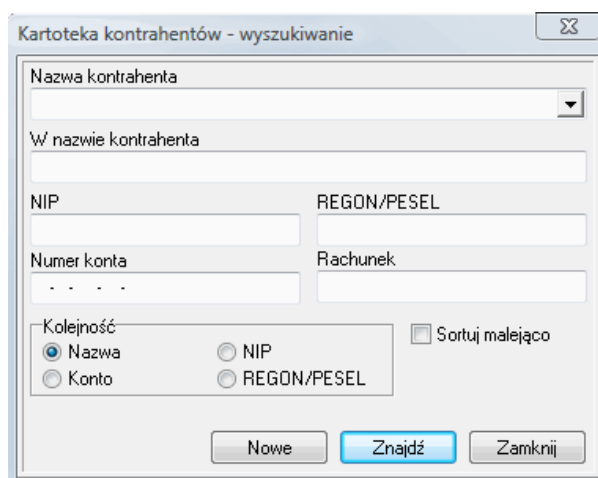 Kartoteka kontrahentów - wyszukiwanie
Nazwa kontrahenta
W nazwie kontrahenta
NIP REGON/PESEL
Numer konta Rachunek
- - - -
Kolejność
Nazwa NIP Sortuj malejąco
Konto REGON/PESEL
Nowe Znajdź Zamknij